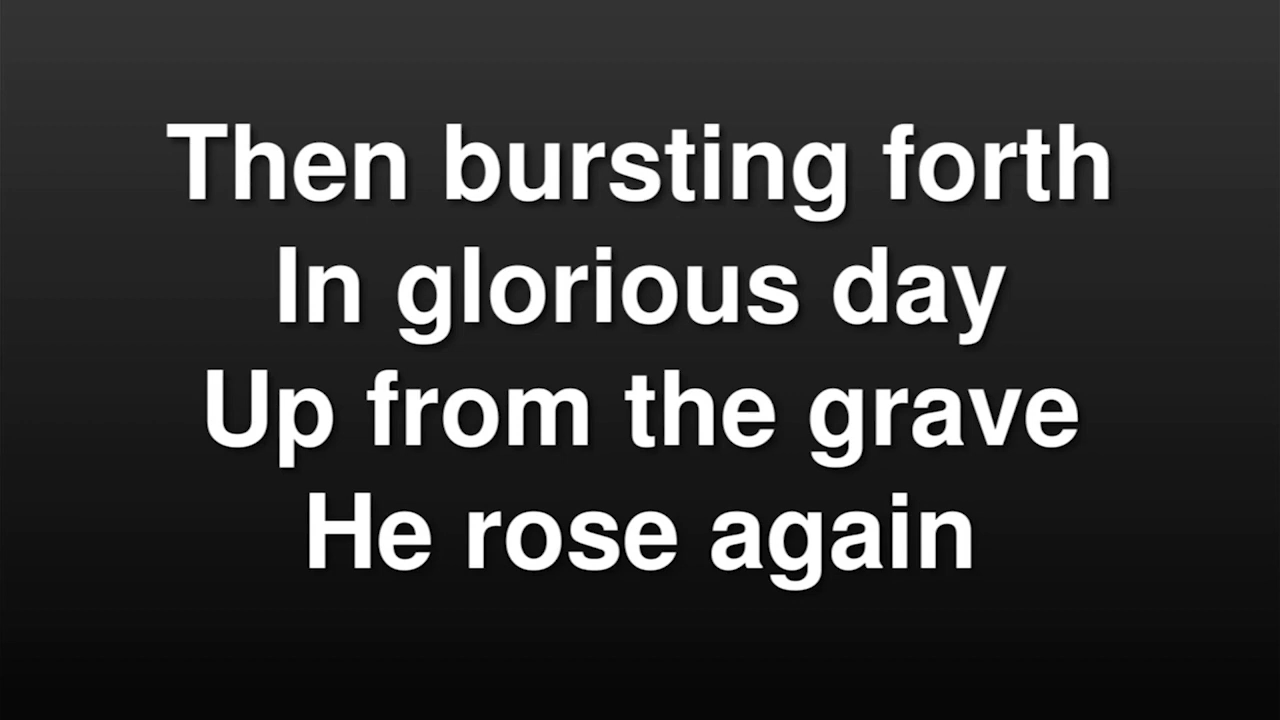 Then bursting forth
In glorious day
Up from the grave
He rose again